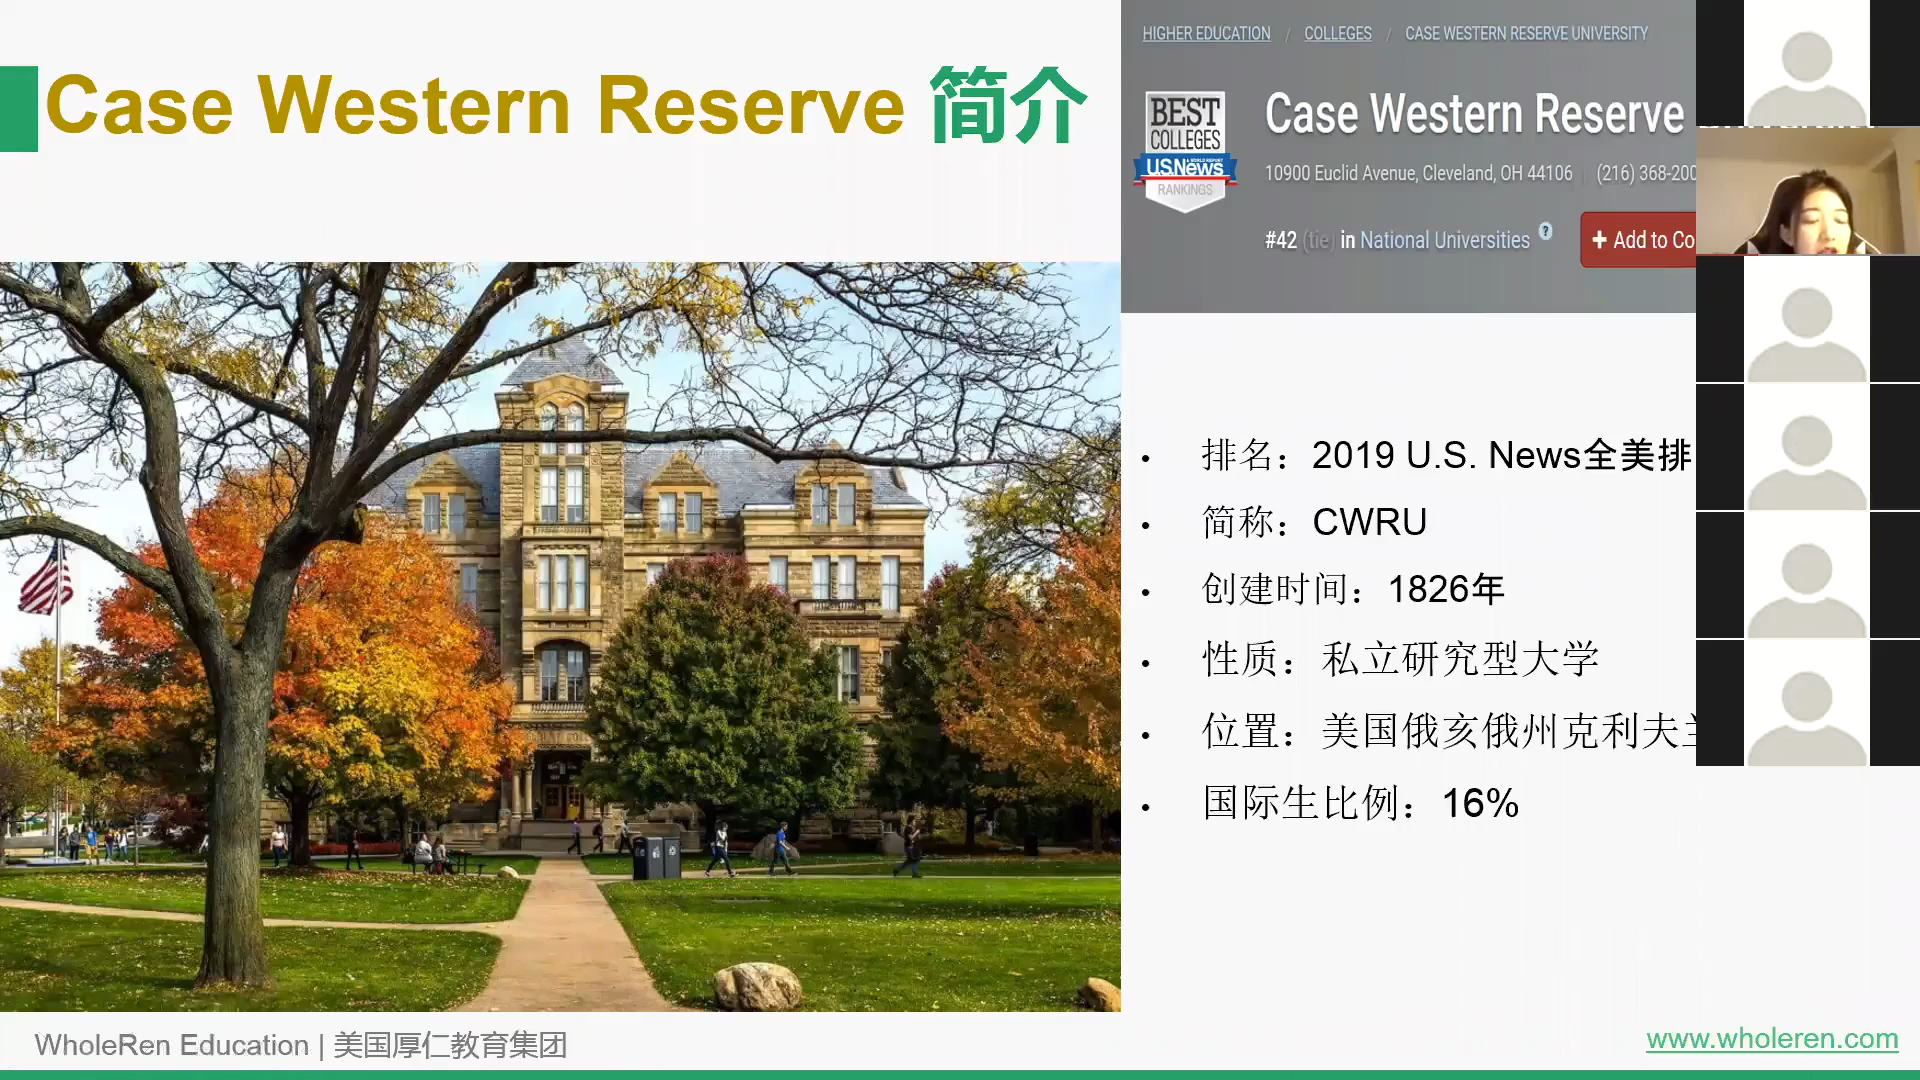 Case Western Reserve 简介
HIGHER EDUCATION / COLLEGES / CASE WESTERN RESERVE UNIVERSITY
BEST
COLLEGES
U.S.News
RANKINGS
Case Western Reserve
10900 Euclid Avenue, Cleveland, OH 44106 (216) 368-200
#42 (tie) in National Universities ?
+ Add to Co
• 排名：2019 U.S. News全美排
• 简称：CWRU
• 创建时间：1826年
• 性质：私立研究型大学
• 位置：美国俄亥俄州克利夫
• 国际生比例：16%
WholeRen Education | 美国厚仁教育集团
www.wholeren.com